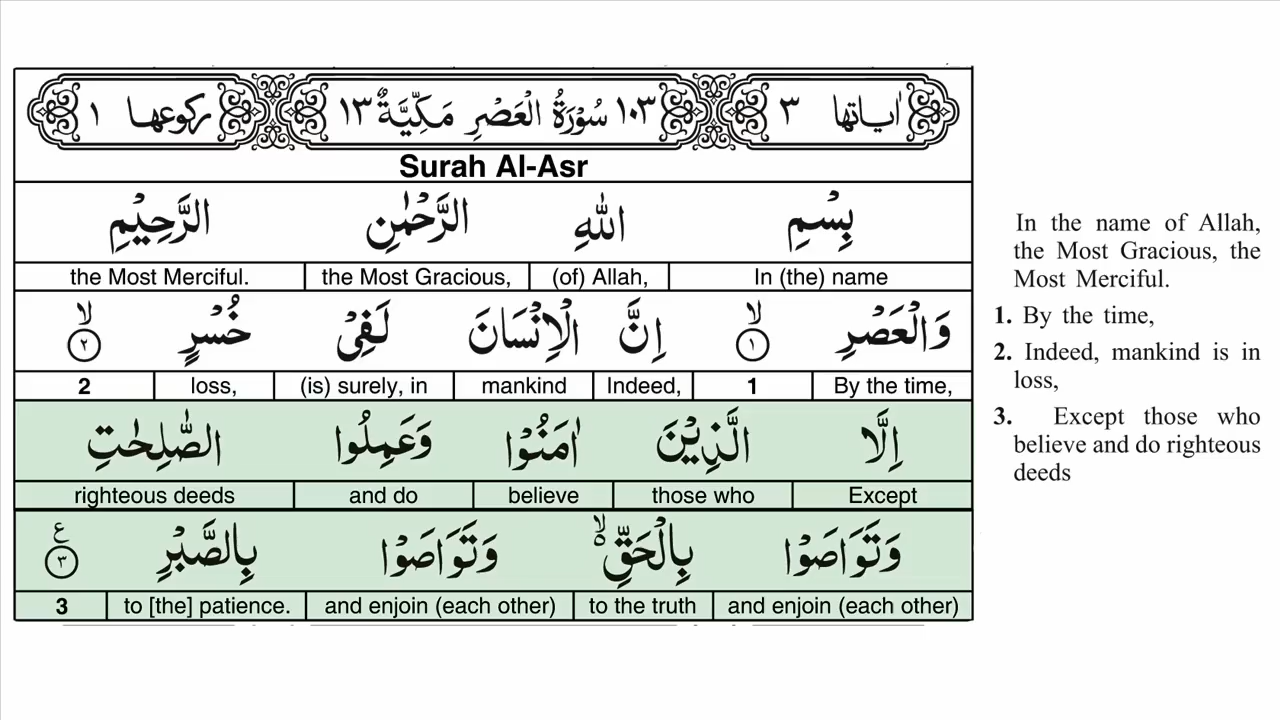 اٰیاتها ٣
١٠٣ سُوْرَةُ الْعَصْرِ مَكِّيَّةٌ ١٣
ركوعها ١
Surah Al-Asr
بِسْمِ اللّٰهِ الرَّحْمٰنِ الرَّحِيْمِ
In (the) name (of) Allah, the Most Gracious, the Most Merciful.
وَالْعَصْرِ ۙ ١ اِنَّ الْاِنْسَانَ لَفِىْ خُسْرٍ ۙ ٢
By the time, 1 Indeed, mankind (is) surely, in loss, 2
اِلَّا الَّذِيْنَ اٰمَنُوْا وَعَمِلُوا الصّٰلِحٰتِ
Except those who believe and do righteous deeds
وَتَوَاصَوْا بِالْحَقِّ ۙ۬ وَتَوَاصَوْا بِالصَّبْرِ ع ٣
and enjoin (each other) to the truth and enjoin (each other) to [the] patience. 3
In the name of Allah,
the Most Gracious, the
Most Merciful.
1. By the time,
2. Indeed, mankind is in
loss,
3. Except those who
believe and do righteous
deeds